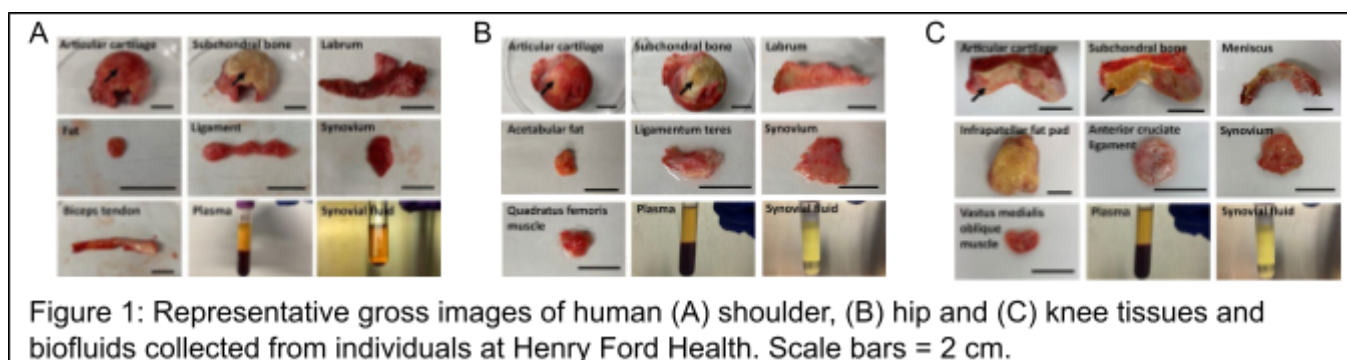 A
Articular cartilage
Subchondral bone
Labrum
Fat
Ligament
Synovium
Biceps tendon
Plasma
Synovial fluid
B
Articular cartilage
Subchondral bone
Labrum
Acetabular fat
Ligamentum teres
Synovium
Quadratus femoris
muscle
Plasma
Synovial fluid
C
Articular cartilage
Subchondral bone
Meniscus
Infrapatellar fat pad
Anterior cruciate
ligament
Synovium
Vastus medialis
oblique
muscle
Plasma
Synovial fluid
Figure 1: Representative gross images of human (A) shoulder, (B) hip and (C) knee tissues and
biofluids collected from individuals at Henry Ford Health. Scale bars = 2 cm.